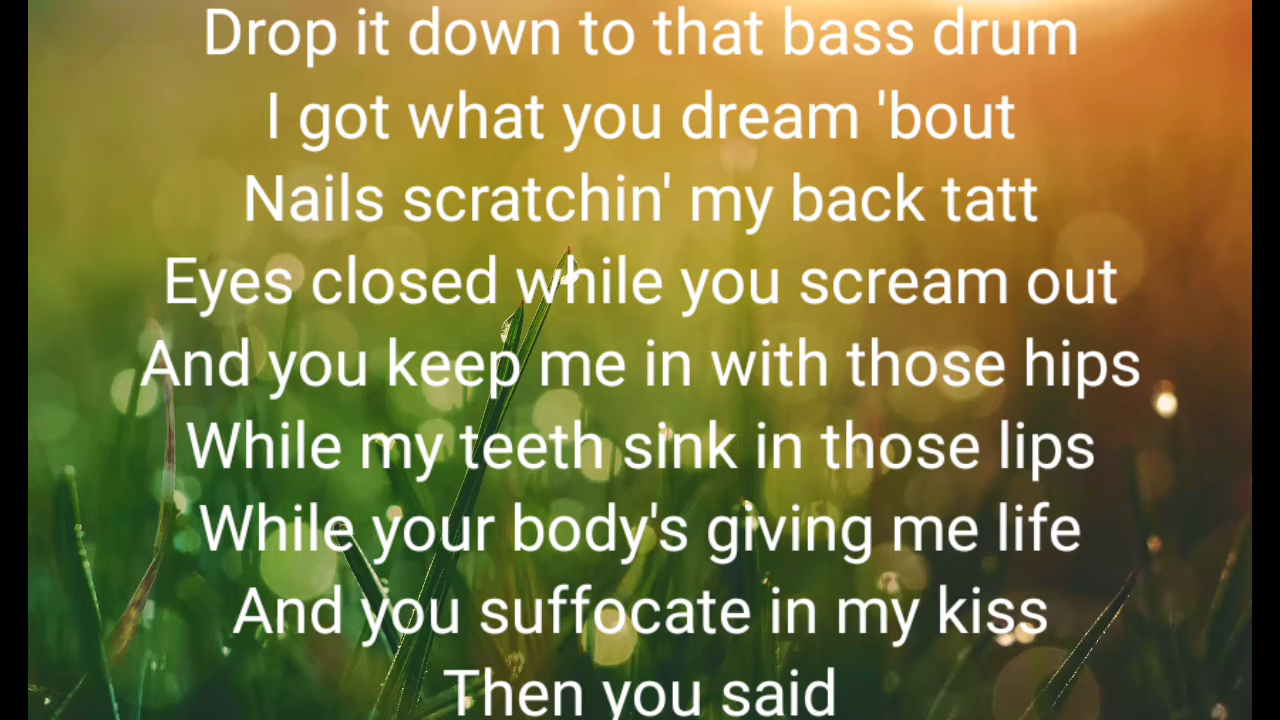 Drop it down to that bass drum
I got what you dream 'bout
Nails scratchin' my back tatt
Eyes closed while you scream out
And you keep me in with those hips
While my teeth sink in those lips
While your body's giving me life
And you suffocate in my kiss
Then you said